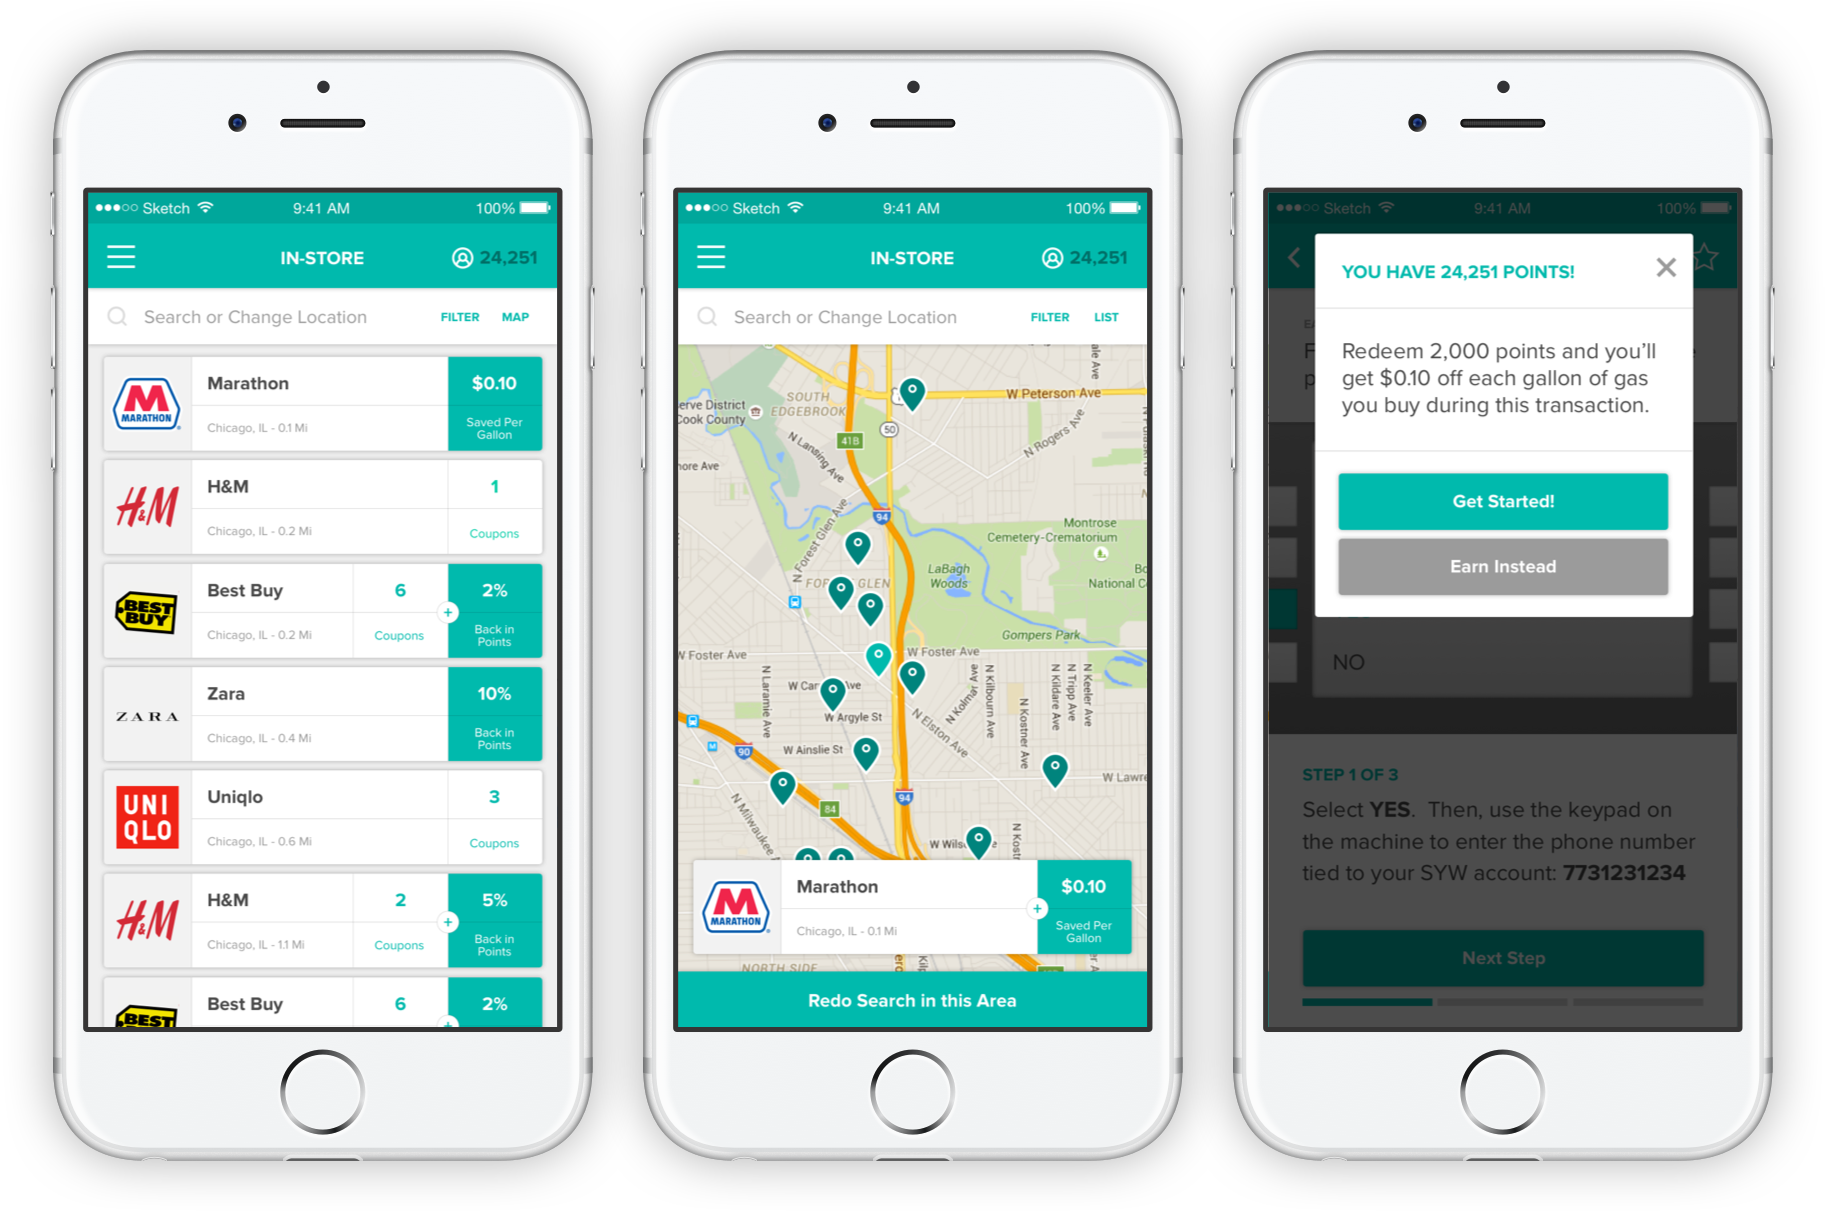 Sketch 9:41 AM 100%
IN-STORE 24,251
Search or Change Location FILTER MAP
MARATHON
Marathon
Chicago, IL - 0.1 Mi
$0.10
Saved Per
Gallon
H&M
H&M
Chicago, IL - 0.2 Mi
1
Coupons
BEST
BUY
Best Buy
Chicago, IL - 0.2 Mi
6
Coupons
+
2%
Back in
Points
ZARA
Zara
Chicago, IL - 0.4 Mi
10%
Back in
Points
UNI
QLO
Uniqlo
Chicago, IL - 0.6 Mi
3
Coupons
H&M
H&M
Chicago, IL - 1.1 Mi
2
Coupons
+
5%
Back in
Points
BEST
Best Buy
6
+
2%
Sketch 9:41 AM 100%
IN-STORE 24,251
Search or Change Location FILTER LIST
ale Ave
W Peterson Ave
SOUTH
EDGEBROOK
erve District
Cook County
50
41B
N Rogers Ave
N Lansing Ave
nore Ave
94
N Forest Glen Ave
Montrose
Cemetery-Crematorium
LaBagh
Woods
National C
GLEN
Gompers Park
W Foster Ave
W Foster Ave
N Laramie Ave
W Argyle St
N Elston Ave
N Kilbourn Ave
N Kostner Ave
N Kildare Ave
N Tripp Ave
N Keeler Ave
90
W Ainslie St
W Lawre
84
94
N Milwaukee Ave
W Wils
N Kostn
MARATHON
Marathon
Chicago, IL - 0.1 Mi
+
$0.10
Saved Per
Gallon
NORTH SIDE
Redo Search in this Area
Sketch 9:41 AM 100%
YOU HAVE 24,251 POINTS!
Redeem 2,000 points and you'll
get $0.10 off each gallon of gas
you buy during this transaction.
Get Started!
Earn Instead
NO
STEP 1 OF 3
Select YES. Then, use the keypad on
the machine to enter the phone number
tied to your SYW account: 7731231234
Next Step